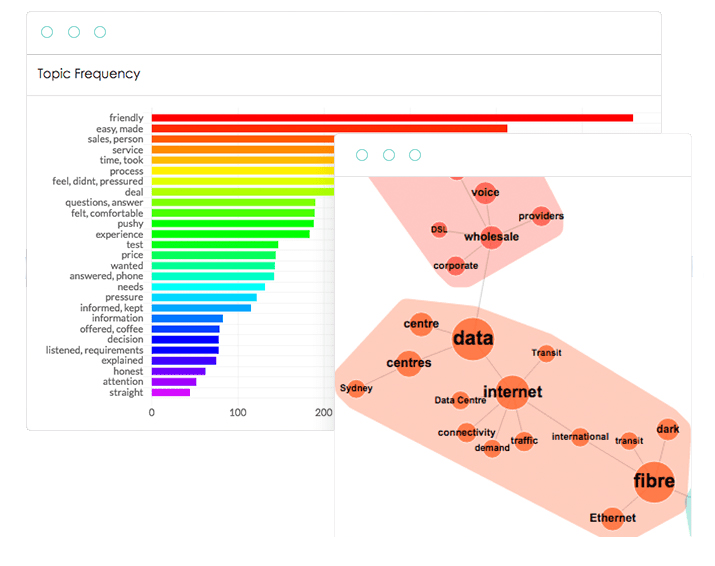 Topic Frequency
friendly
easy, made
sales, person
service
time, took
process
feel, didnt, pressured
deal
questions, answer
felt, comfortable
pushy
experience
test
price
wanted
answered, phone
needs
pressure
informed, kept
information
offered, coffee
decision
listened, requirements
explained
honest
attention
straight
0 100 200
voice
providers
DSL
wholesale
corporate
centre
data
Transit
centres
Sydney
internet
Data Centre
connectivity
demand
traffic
international
transit
dark
fibre
Ethernet